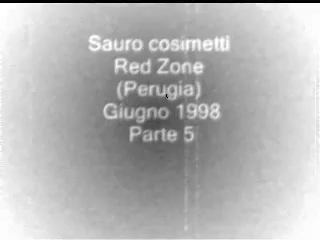 Sauro cosimetti
Red Zone
(Perugia)
Giugno 1998
Parte 5